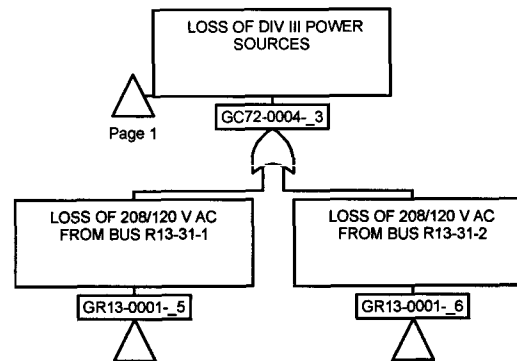 LOSS OF DIV III POWER
SOURCES
Page 1
GC72-0004-_3
LOSS OF 208/120 V AC
FROM BUS R13-31-1
LOSS OF 208/120 V AC
FROM BUS R13-31-2
GR13-0001-_5
GR13-0001-_6